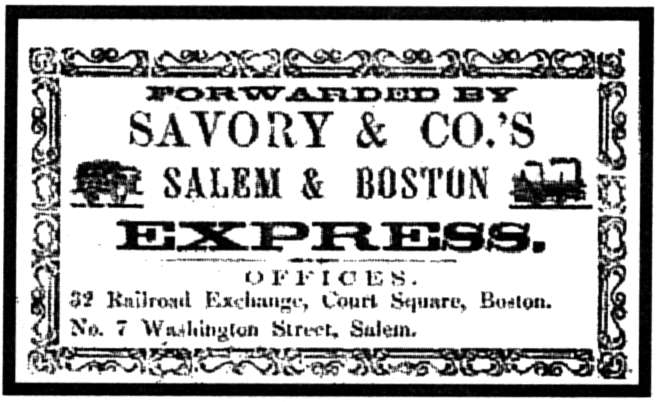 FORWARDED BY
SAVORY & CO.'S
SALEM & BOSTON
EXPRESS.
OFFICES.
32 Railroad Exchange, Court Square, Boston.
No. 7 Washington Street, Salem.